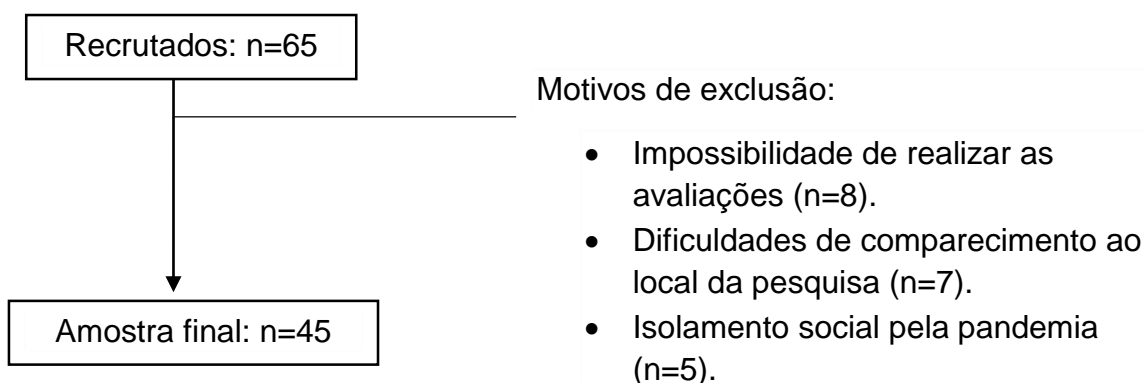 Recrutados: n=65
Motivos de exclusão:
• Impossibilidade de realizar as
avaliações (n=8).
• Dificuldades de comparecimento ao
local da pesquisa (n=7).
• Isolamento social pela pandemia
(n=5).
Amostra final: n=45